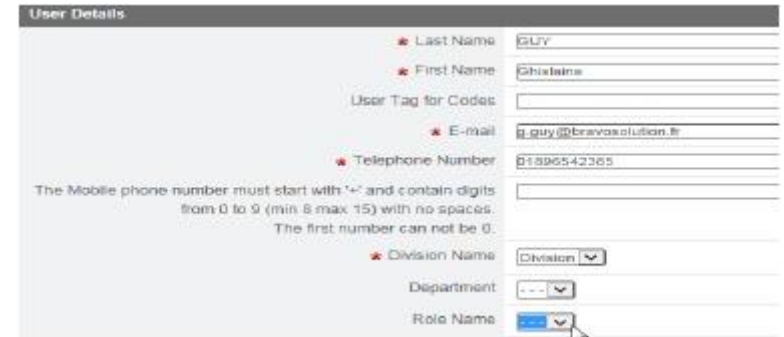 User Details
* Last Name GUY
* First Name Ghislaine
User Tag for Codes
* E-mail g.guy@bravosolution.fr
* Telephone Number 01896542365
The Mobile phone number must start with '+' and contain digits
from 0 to 9 (min 8 max 15) with no spaces.
The first number can not be 0.
* Division Name Division
Department - - -
Role Name - - -